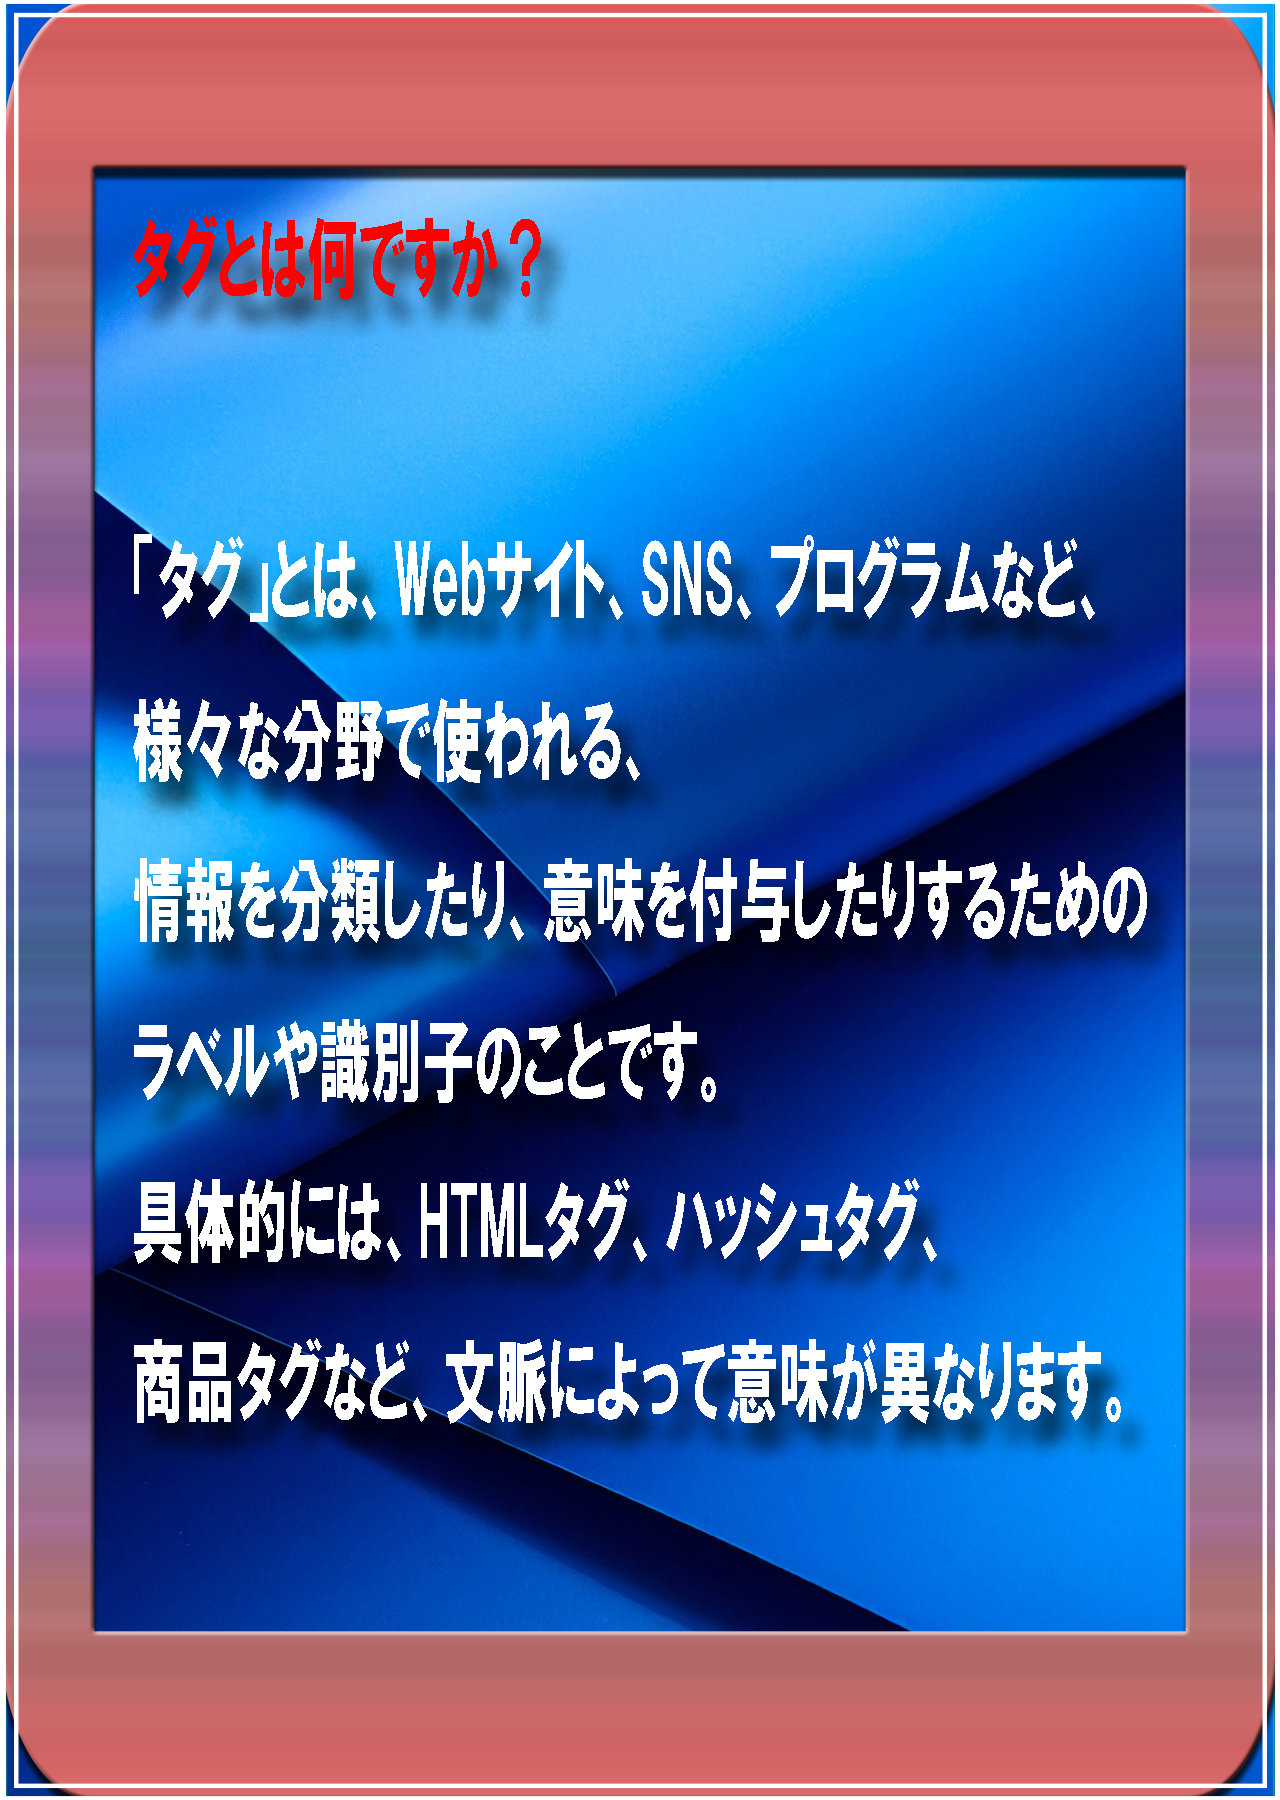 タグとは何ですか？
「タグ」とは、Webサイト、SNS、プログラムなど、
様々な分野で使われる、
情報を分類したり、意味を付与したりするための
ラベルや識別子のことです。
具体的には、HTMLタグ、ハッシュタグ、
商品タグなど、文脈によって意味が異なります。